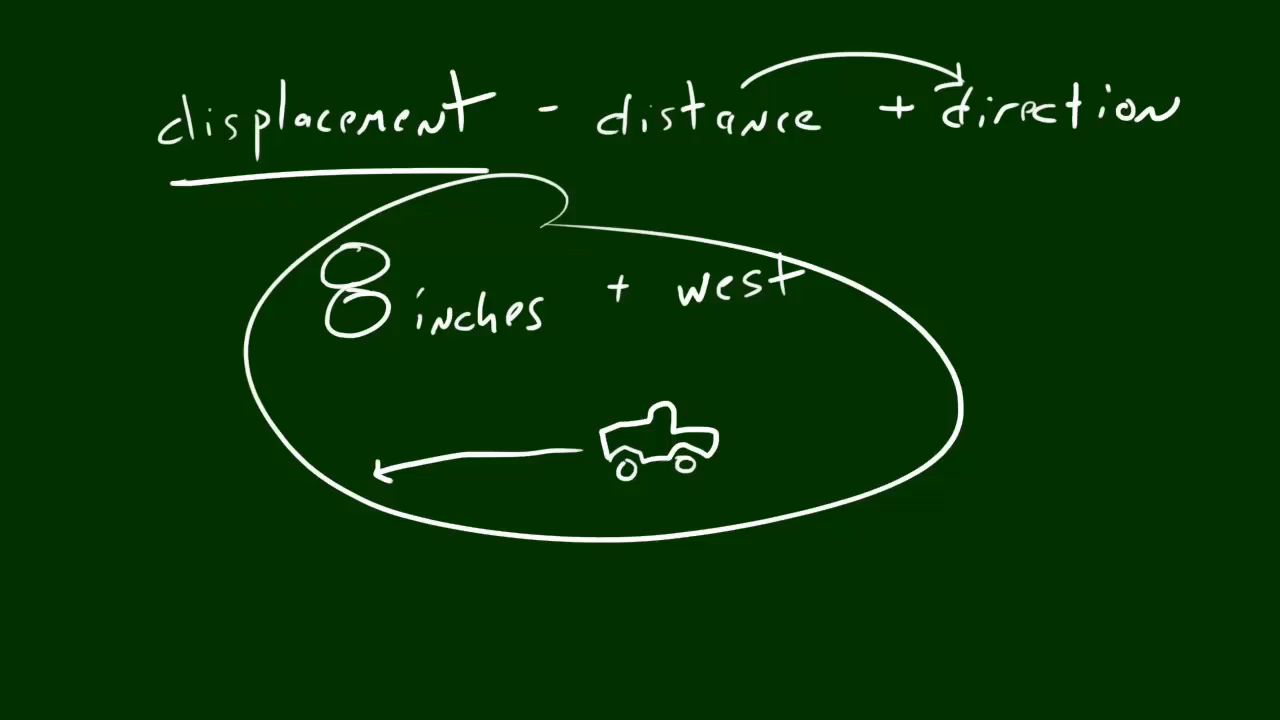 displacement - distance + direction
8 inches + west